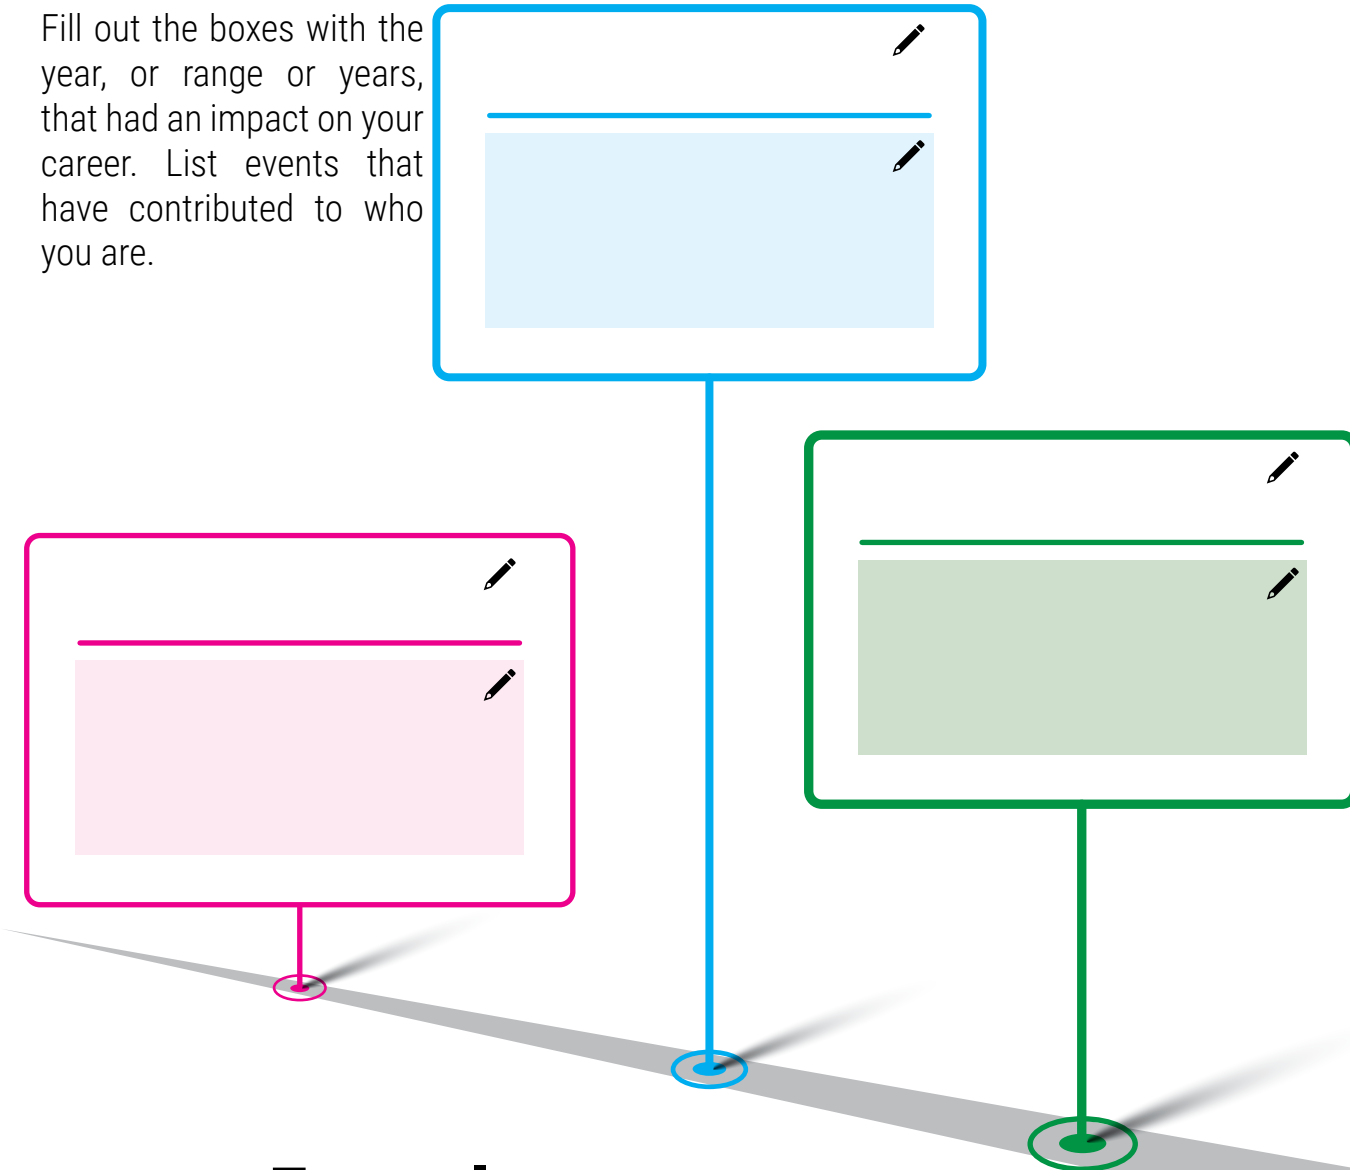 Fill out the boxes with the
year, or range or years,
that had an impact on your
career. List events that
have contributed to who
you are.